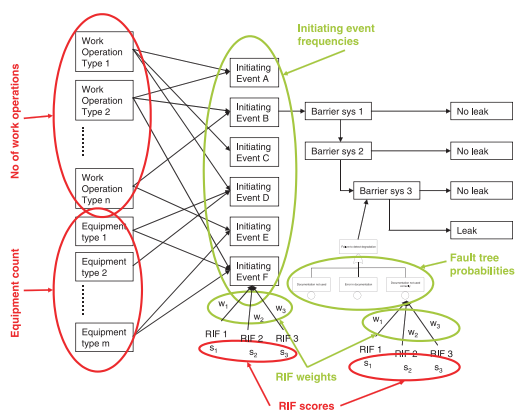 Initiating event
frequencies
Work
Operation
Type 1
Work
Operation
Type 2
Work
Operation
Type n
Equipment
type 1
Equipment
type 2
Equipment
type m
No of work operations
Equipment count
Initiating
Event A
Initiating
Event B
Initiating
Event C
Initiating
Event D
Initiating
Event E
Initiating
Event F
Barrier sys 1
Barrier sys 2
Barrier sys 3
No leak
No leak
No leak
Leak
Fault tree
probabilities
w1
w2
w3
RIF 1
RIF 2
RIF 3
s1
s2
s3
w1
w2
w3
RIF 1
RIF 2
RIF 3
s1
s2
s3
RIF weights
RIF scores